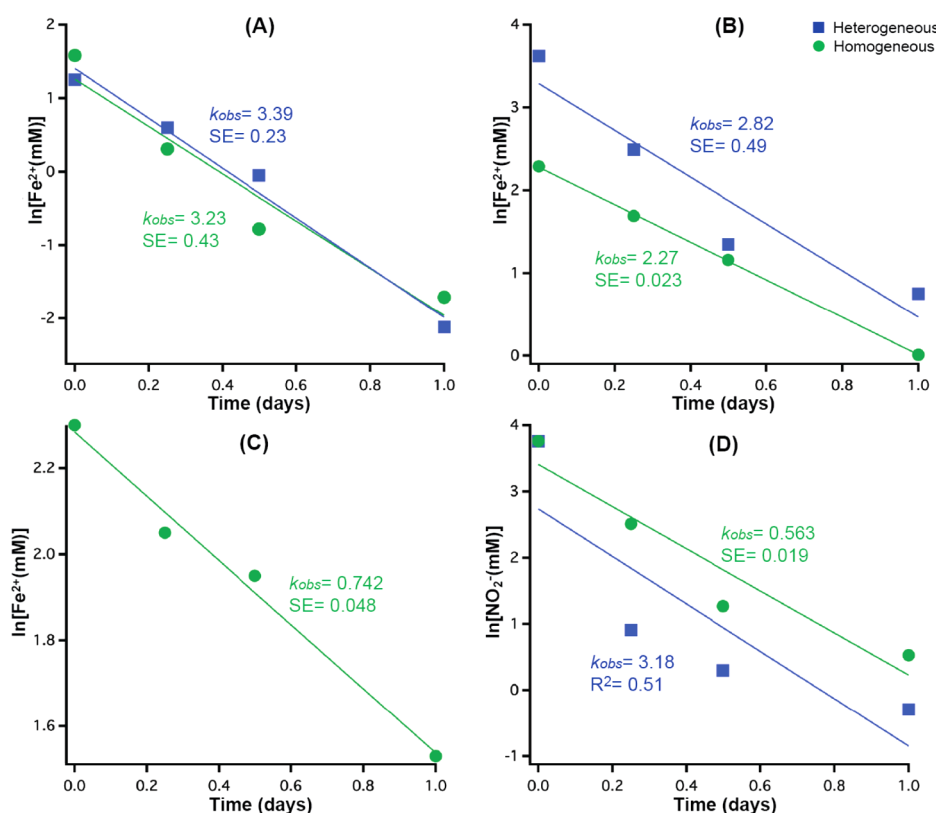 (A)
2
1
0
-1
-2
ln[Fe²⁺(mM)]
kobs= 3.39
SE= 0.23
kobs= 3.23
SE= 0.43
0.0 0.2 0.4 0.6 0.8 1.0
Time (days)
(B)
Heterogeneous
Homogeneous
4
3
2
1
0
ln[Fe²⁺(mM)]
kobs= 2.82
SE= 0.49
kobs= 2.27
SE= 0.023
0.0 0.2 0.4 0.6 0.8 1.0
Time (days)
(C)
2.2
2.0
1.8
1.6
ln[Fe²⁺(mM)]
kobs= 0.742
SE= 0.048
0.0 0.2 0.4 0.6 0.8 1.0
Time (days)
(D)
4
3
2
1
0
-1
ln[NO₂⁻(mM)]
kobs= 0.563
SE= 0.019
kobs= 3.18
R²= 0.51
0.0 0.2 0.4 0.6 0.8 1.0
Time (days)